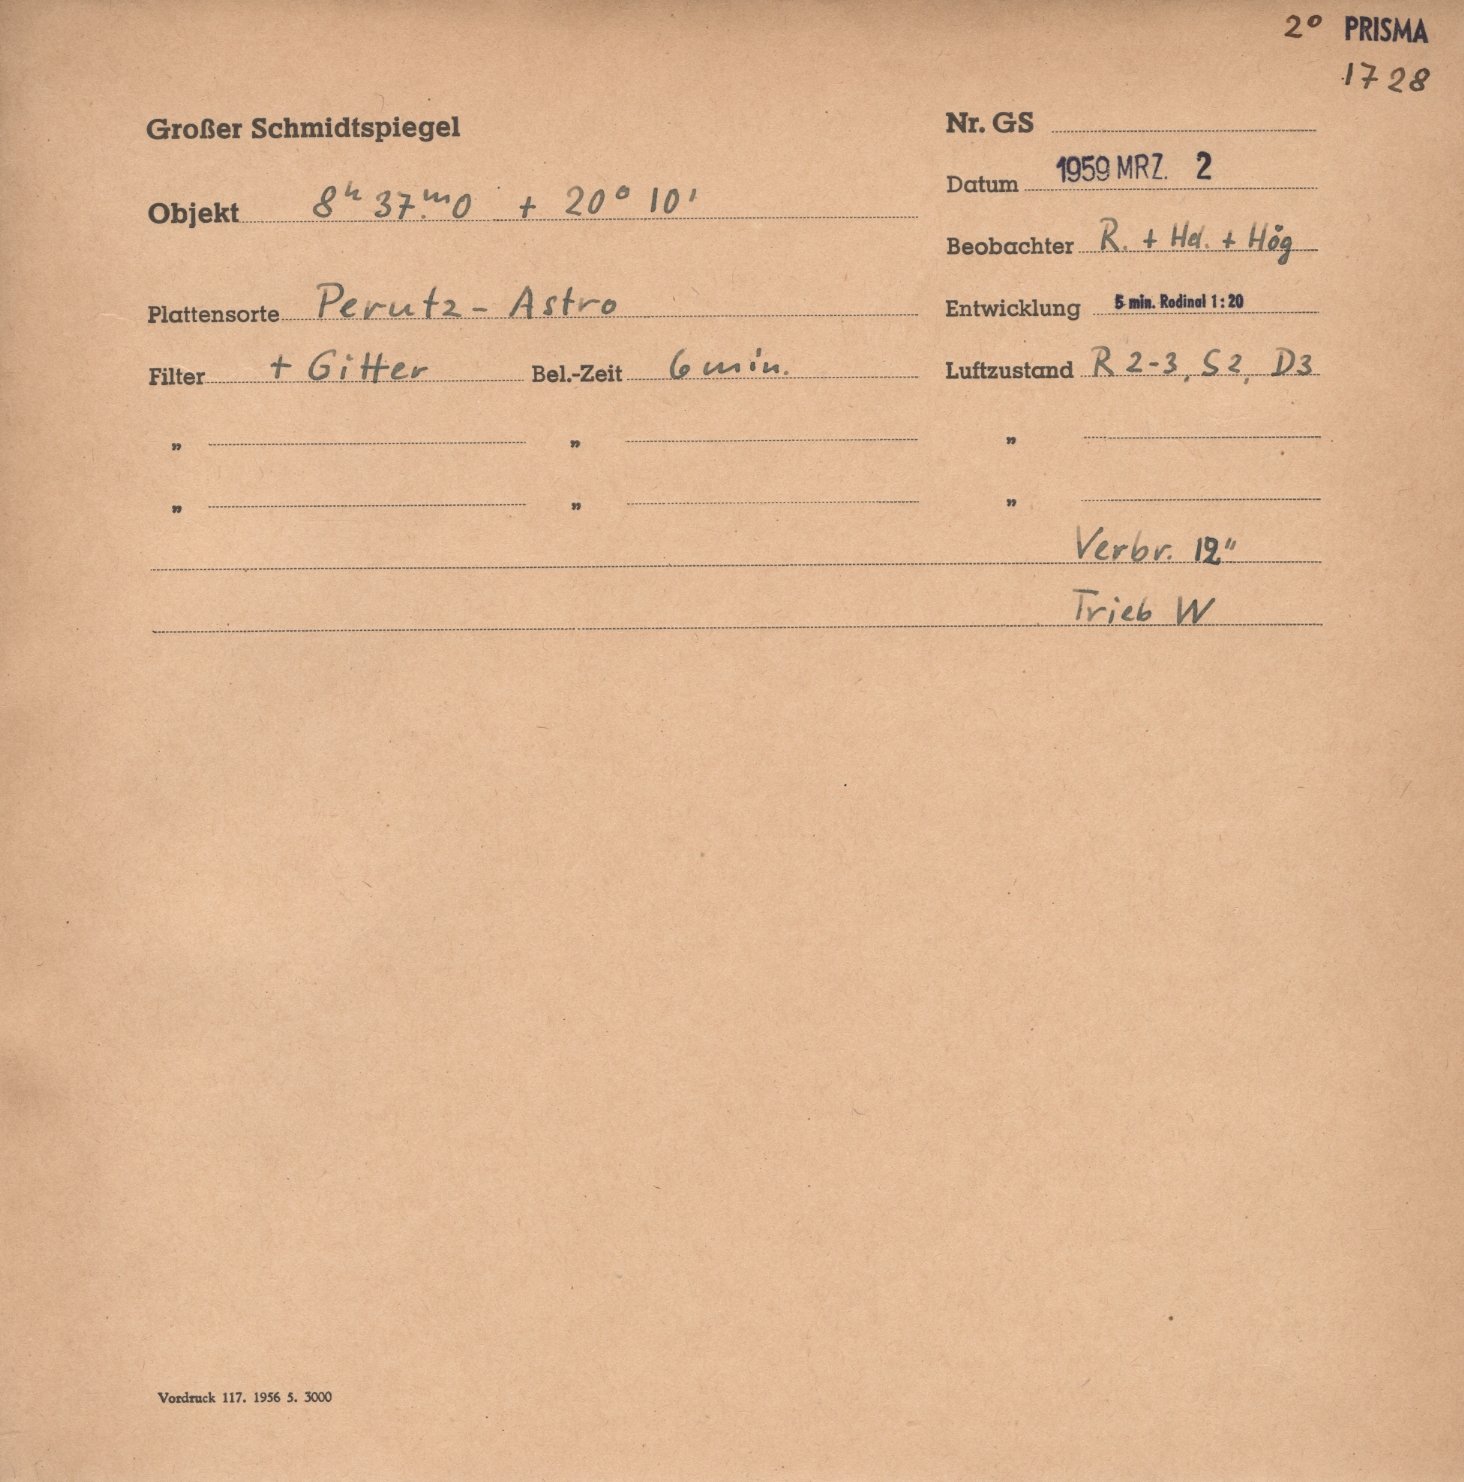 2° PRISMA
1728
Großer Schmidtspiegel
Nr. GS
Datum 1959 MRZ. 2
Objekt 8ʰ 37.ᵐ0 + 20° 10'
Beobachter R. + Hd. + Hög
Plattensorte Perutz - Astro
Entwicklung 5 min. Rodinal 1:20
Filter + Gitter Bel.-Zeit 6 min. Luftzustand R 2-3, S 2, D3
" " "
" " "
Verbr. 12"
Trieb W
Vordruck 117. 1956 5. 3000